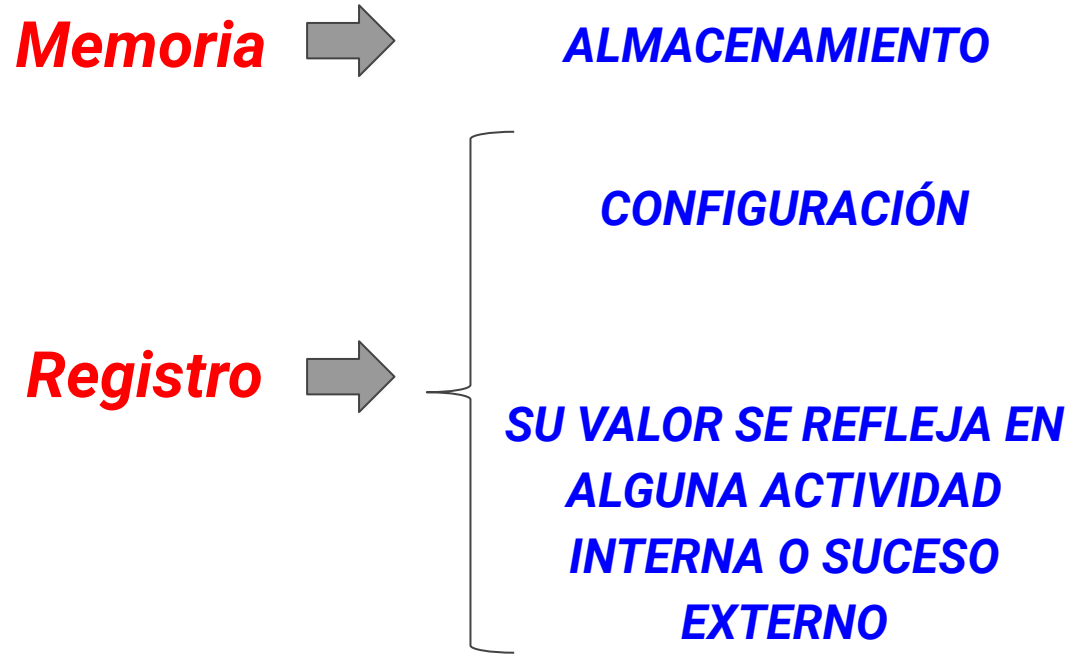 Memoria
ALMACENAMIENTO
CONFIGURACIÓN
Registro
SU VALOR SE REFLEJA EN
ALGUNA ACTIVIDAD
INTERNA O SUCESO
EXTERNO